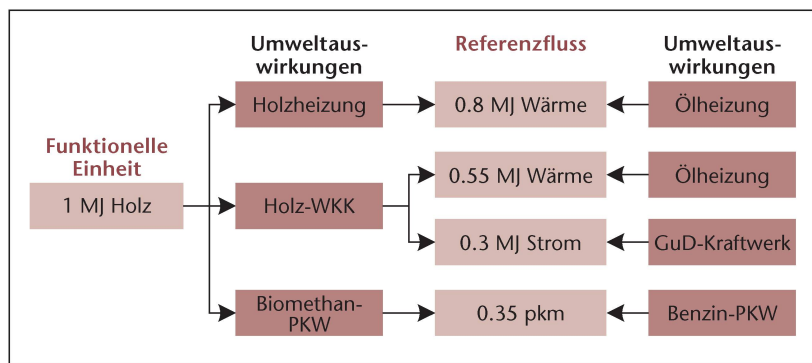 Umweltaus-
wirkungen
Referenzfluss
Umweltaus-
wirkungen
Holzheizung
0.8 MJ Wärme
Ölheizung
Funktionelle
Einheit
1 MJ Holz
Holz-WKK
0.55 MJ Wärme
Ölheizung
0.3 MJ Strom
GuD-Kraftwerk
Biomethan-
PKW
0.35 pkm
Benzin-PKW